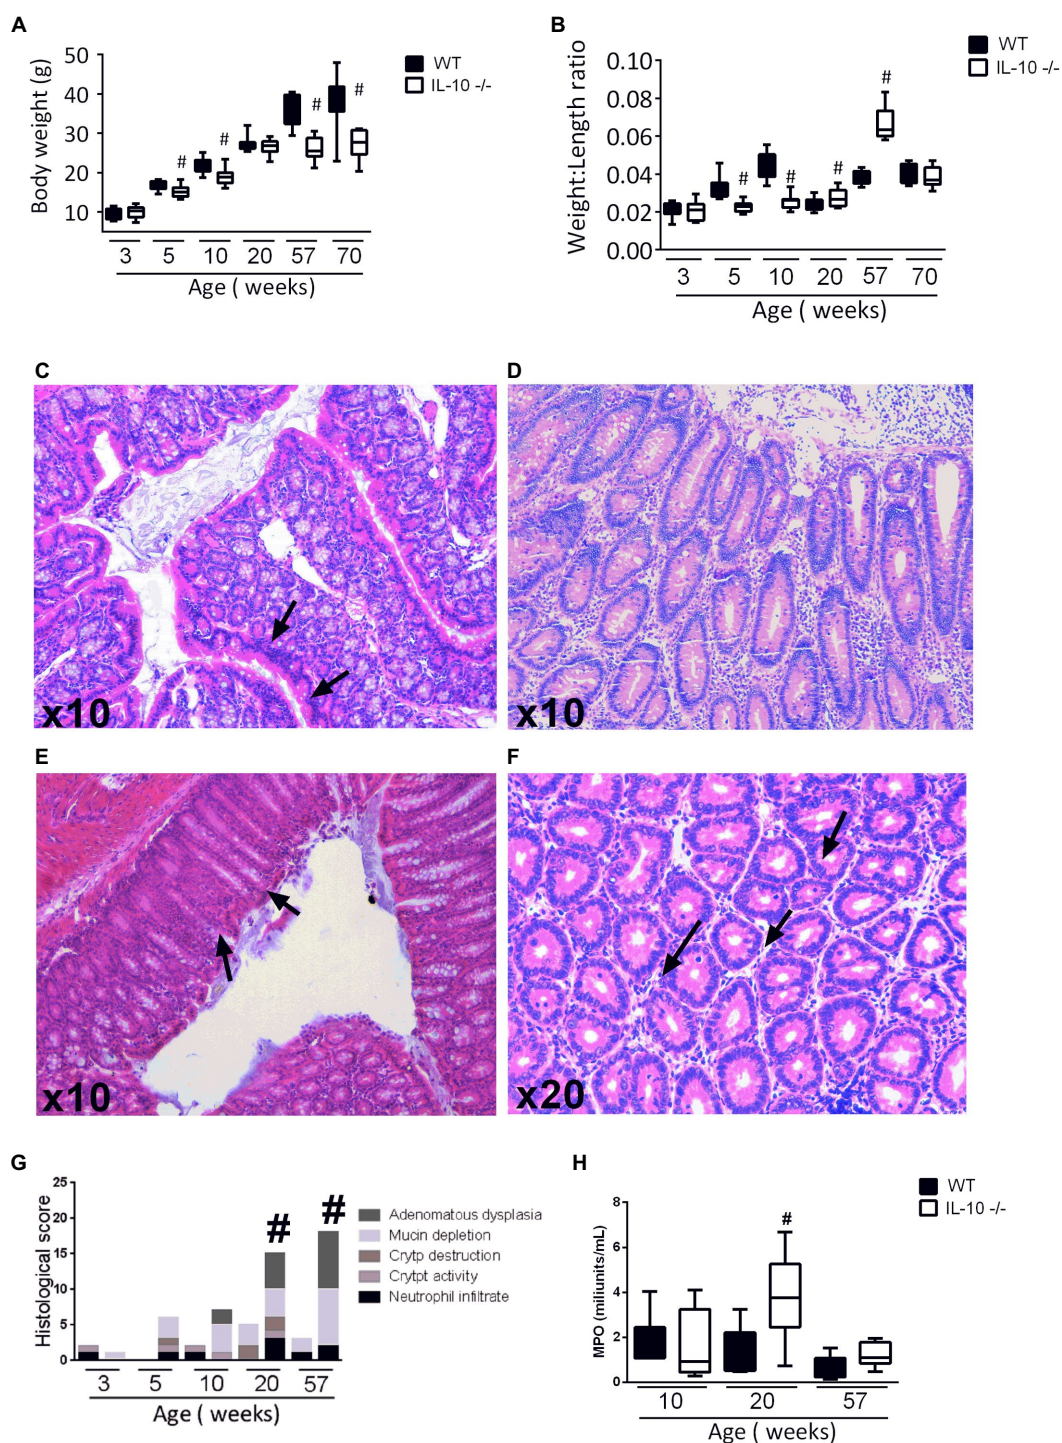 A
Body weight (g)
50
40
30
20
10
WT
IL-10 -/-
# # # #
3 5 10 20 57 70
Age ( weeks)
B
Weight:Length ratio
0.10
0.08
0.06
0.04
0.02
0.00
WT
IL-10 -/-
# # # #
3 5 10 20 57 70
Age ( weeks)
C
x10
D
x10
E
x10
F
x20
G
Histological score
25
20
15
10
5
0
# #
Adenomatous dysplasia
Mucin depletion
Crytp destruction
Crytpt activity
Neutrophil infiltrate
3 5 10 20 57
Age ( weeks)
H
MPO (miliunits/mL)
8
6
4
2
0
#
WT
IL-10 -/-
10 20 57
Age ( weeks)